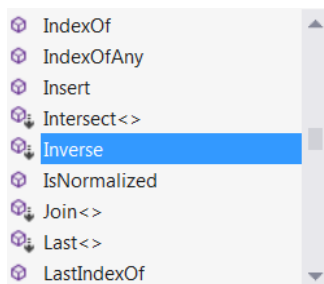 IndexOf
IndexOfAny
Insert
Intersect<>
Inverse
IsNormalized
Join<>
Last<>
LastIndexOf